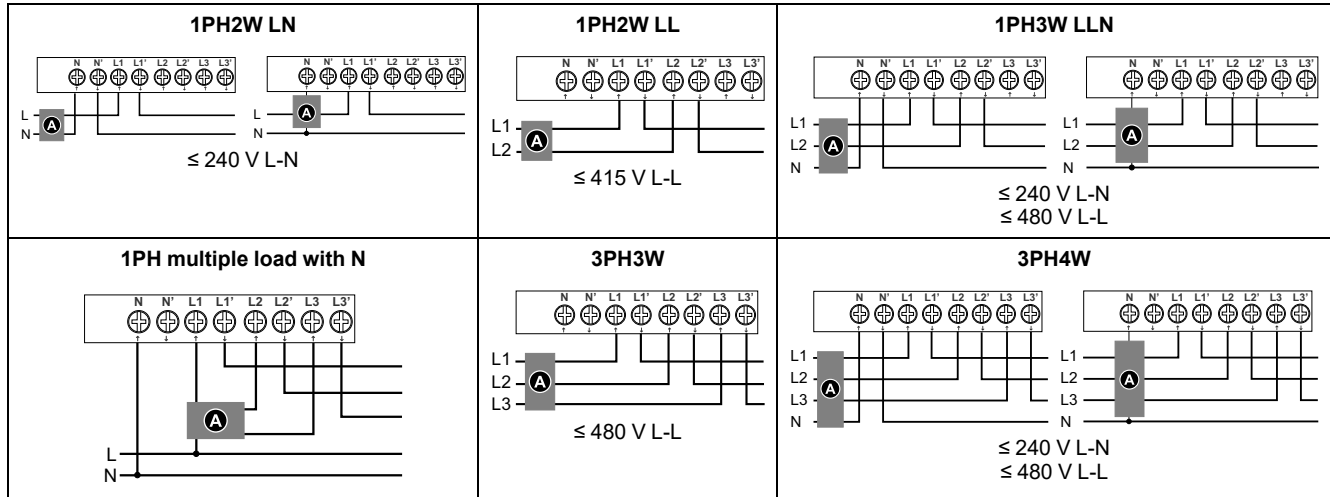 1PH2W LN
N N' L1 L1' L2 L2' L3 L3'
N N' L1 L1' L2 L2' L3 L3'
L
N
A
L
N
A
≤ 240 V L-N
1PH2W LL
N N' L1 L1' L2 L2' L3 L3'
L1
L2
A
≤ 415 V L-L
1PH3W LLN
N N' L1 L1' L2 L2' L3 L3'
N N' L1 L1' L2 L2' L3 L3'
L1
L2
N
A
L1
L2
N
A
≤ 240 V L-N
≤ 480 V L-L
1PH multiple load with N
N N' L1 L1' L2 L2' L3 L3'
A
L
N
3PH3W
N N' L1 L1' L2 L2' L3 L3'
L1
L2
L3
A
≤ 480 V L-L
3PH4W
N N' L1 L1' L2 L2' L3 L3'
N N' L1 L1' L2 L2' L3 L3'
L1
L2
L3
N
A
L1
L2
L3
N
A
≤ 240 V L-N
≤ 480 V L-L